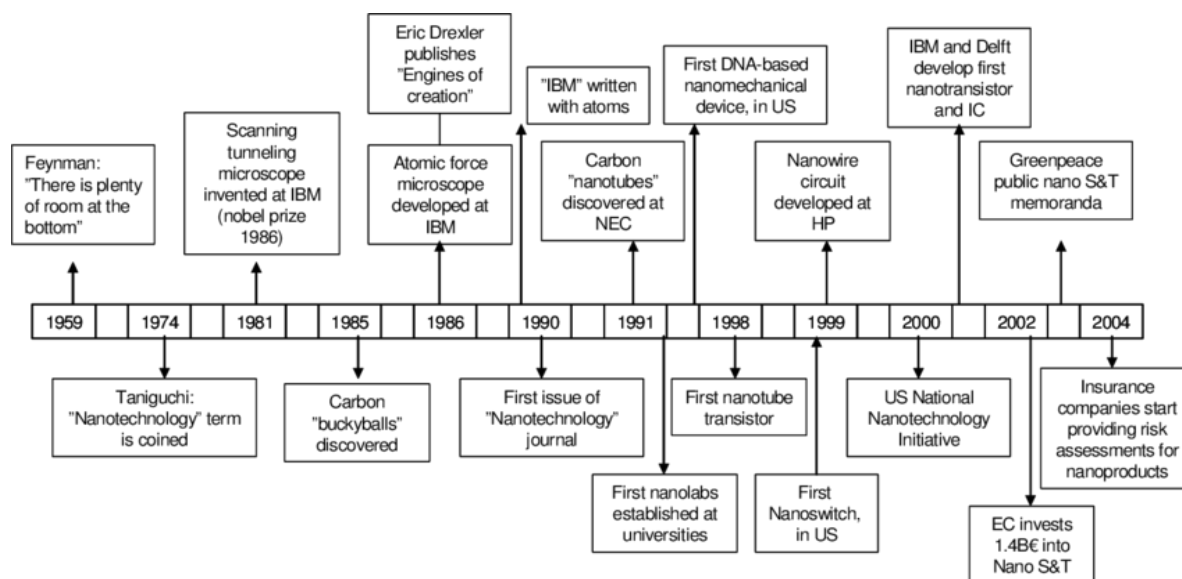 Eric Drexler
publishes
"Engines of
creation"
"IBM" written
with atoms
First DNA-based
nanomechanical
device, in US
IBM and Delft
develop first
nanotransistor
and IC
Feynman:
"There is plenty
of room at the
bottom"
Scanning
tunneling
microscope
invented at IBM
(nobel prize
1986)
Atomic force
microscope
developed at
IBM
Carbon
"nanotubes"
discovered at
NEC
Nanowire
circuit
developed at
HP
Greenpeace
public nano S&T
memoranda
1959 1974 1981 1985 1986 1990 1991 1998 1999 2000 2002 2004
Taniguchi:
"Nanotechnology" term
is coined
Carbon
"buckyballs"
discovered
First issue of
"Nanotechnology"
journal
First nanotube
transistor
US National
Nanotechnology
Initiative
Insurance
companies start
providing risk
assessments for
nanoproducts
First nanolabs
established at
universities
First
Nanoswitch,
in US
EC invests
1.4B€ into
Nano S&T